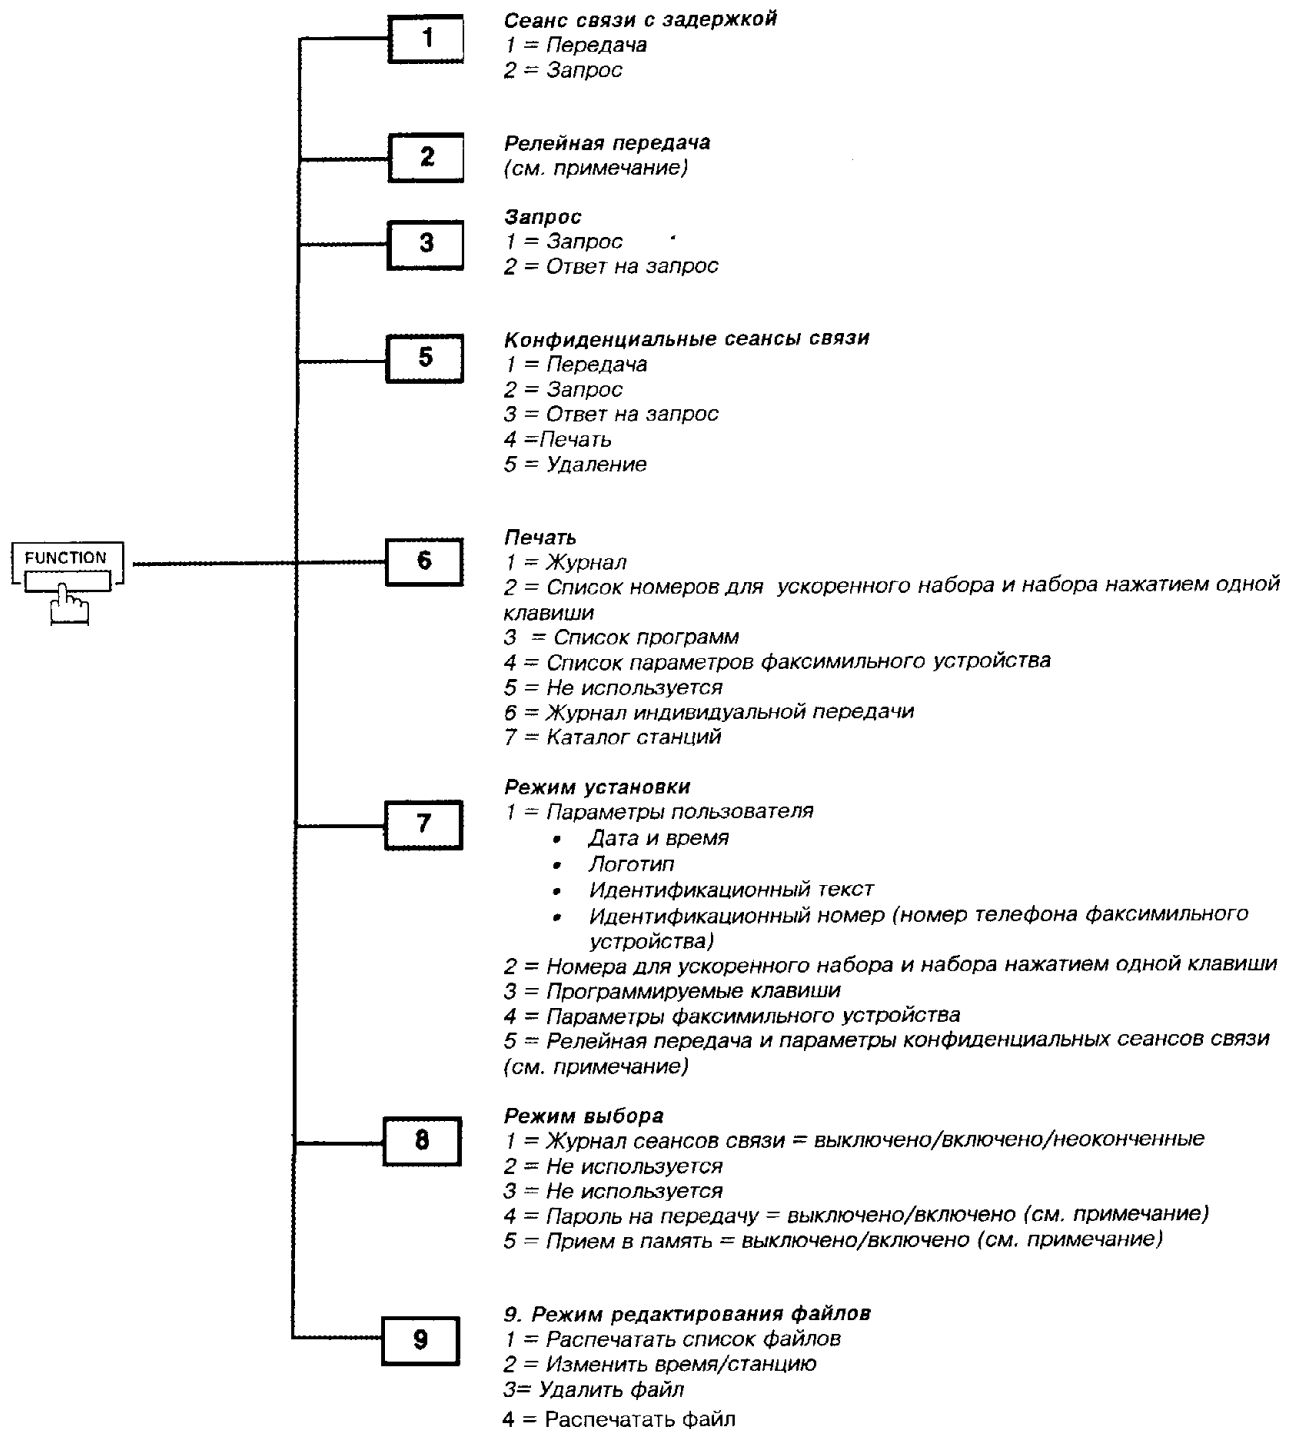 1
Сеанс связи с задержкой
1 = Передача
2 = Запрос
2
Релейная передача
(см. примечание)
3
Запрос
1 = Запрос
2 = Ответ на запрос
5
Конфиденциальные сеансы связи
1 = Передача
2 = Запрос
3 = Ответ на запрос
4 =Печать
5 = Удаление
FUNCTION
6
Печать
1 = Журнал
2 = Список номеров для ускоренного набора и набора нажатием одной
клавиши
3 = Список программ
4 = Список параметров факсимильного устройства
5 = Не используется
6 = Журнал индивидуальной передачи
7 = Каталог станций
7
Режим установки
1 = Параметры пользователя
• Дата и время
• Логотип
• Идентификационный текст
• Идентификационный номер (номер телефона факсимильного
устройства)
2 = Номера для ускоренного набора и набора нажатием одной клавиши
3 = Программируемые клавиши
4 = Параметры факсимильного устройства
5 = Релейная передача и параметры конфиденциальных сеансов связи
(см. примечание)
8
Режим выбора
1 = Журнал сеансов связи = выключено/включено/неоконченные
2 = Не используется
3 = Не используется
4 = Пароль на передачу = выключено/включено (см. примечание)
5 = Прием в память = выключено/включено (см. примечание)
9
9. Режим редактирования файлов
1 = Распечатать список файлов
2 = Изменить время/станцию
3= Удалить файл
4 = Распечатать файл